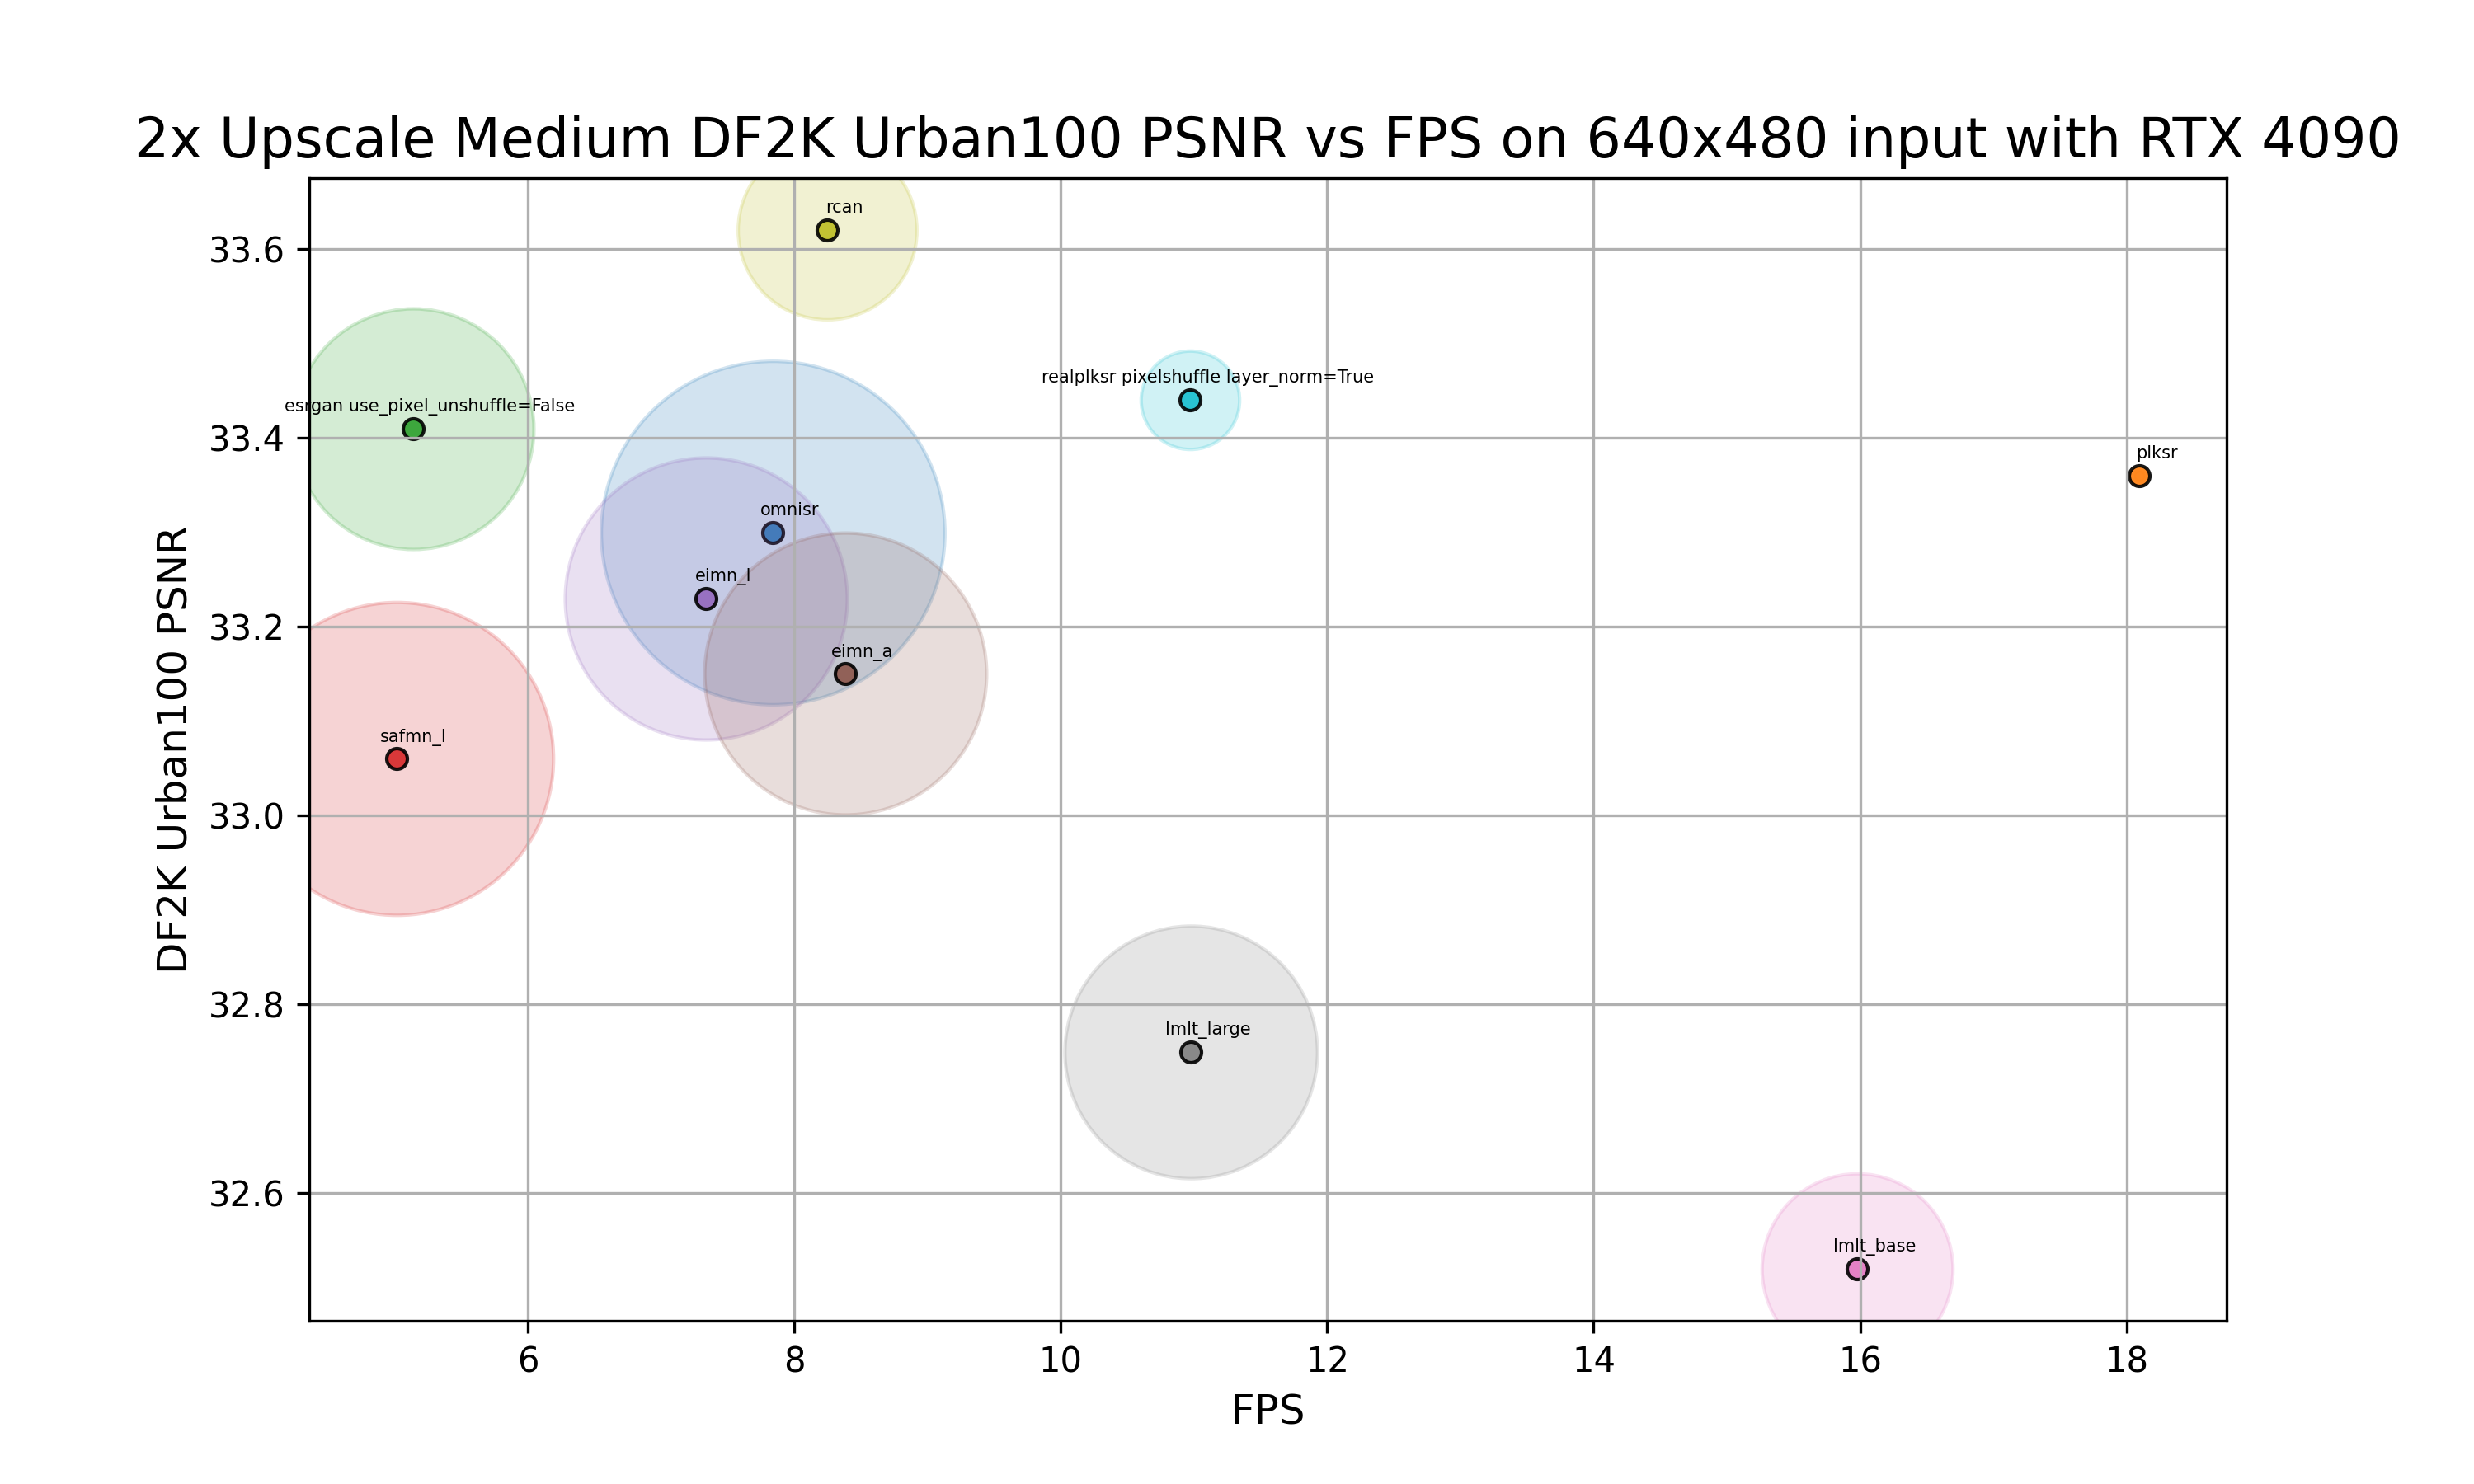 2x Upscale Medium DF2K Urban100 PSNR vs FPS on 640x480 input with RTX 4090
rcan
33.6
realplksr pixelshuffle layer_norm=True
esrgan use_pixel_unshuffle=False
33.4
plksr
omnisr
eimn_l
33.2
eimn_a
safmn_l
33.0
DF2K Urban100 PSNR
32.8
lmlt_large
32.6
lmlt_base
6 8 10 12 14 16 18
FPS